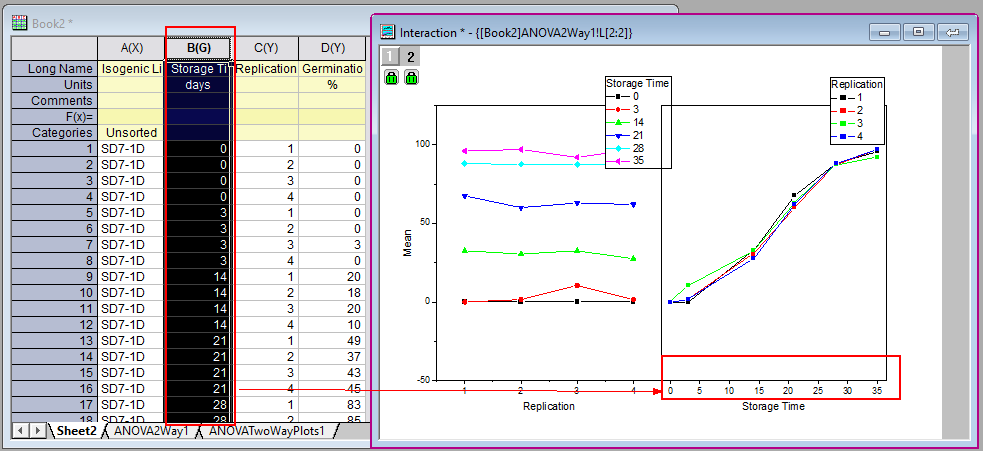 Book2 *
A(X) B(G) C(Y) D(Y)
Long Name Isogenic Li Storage Ti Replication Germinatio
Units days %
Comments
F(x)=
Categories Unsorted
1 SD7-1D 0 1 0
2 SD7-1D 0 2 0
3 SD7-1D 0 3 0
4 SD7-1D 0 4 0
5 SD7-1D 3 1 0
6 SD7-1D 3 2 0
7 SD7-1D 3 3 3
8 SD7-1D 3 4 0
9 SD7-1D 14 1 20
10 SD7-1D 14 2 18
11 SD7-1D 14 3 20
12 SD7-1D 14 4 10
13 SD7-1D 21 1 49
14 SD7-1D 21 2 37
15 SD7-1D 21 3 43
16 SD7-1D 21 4 45
17 SD7-1D 28 1 83
18 SD7-1D 28 2 85
Sheet2 ANOVA2Way1 ANOVATwoWayPlots1
Interaction * - {[Book2]ANOVA2Way1!L[2:2]}
1 2
Storage Time
0
3
14
21
28
35
Replication
1
2
3
4
100
50
0
-50
Mean
1 2 3 4
Replication
0 5 10 15 20 25 30 35
Storage Time